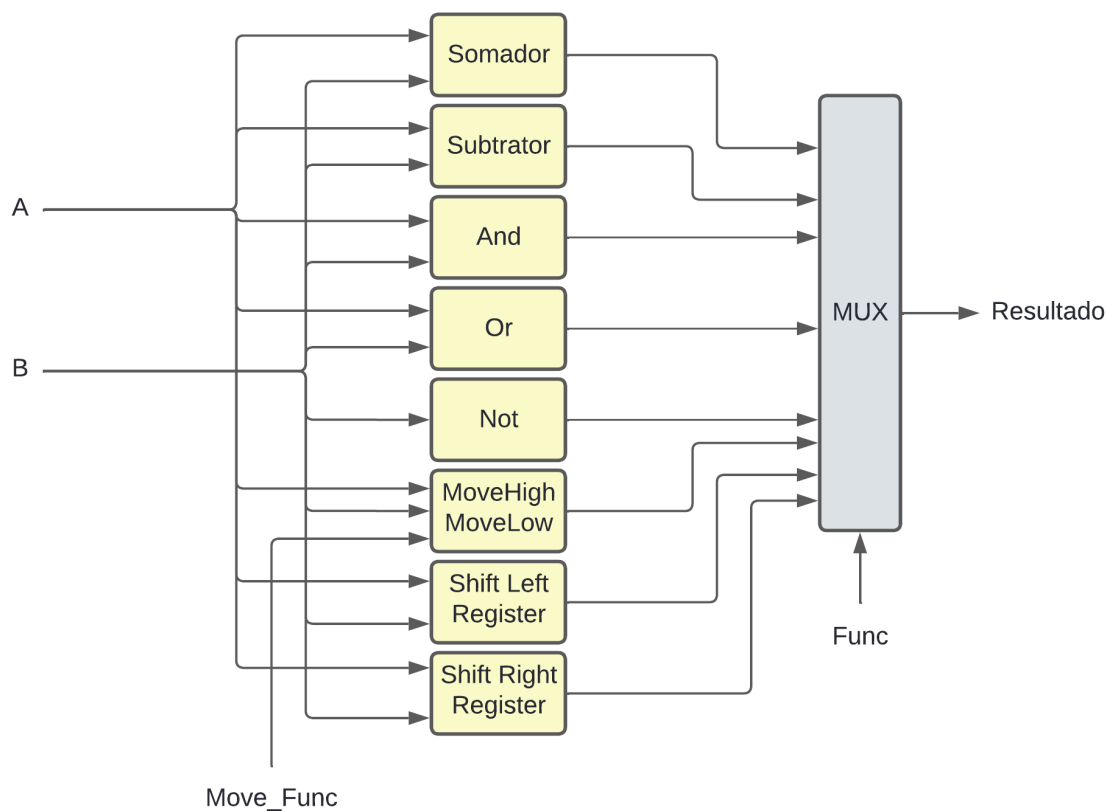 Somador
Subtrator
A
And
MUX
Resultado
Or
B
Not
MoveHigh
MoveLow
Shift Left
Register
Func
Shift Right
Register
Move_Func